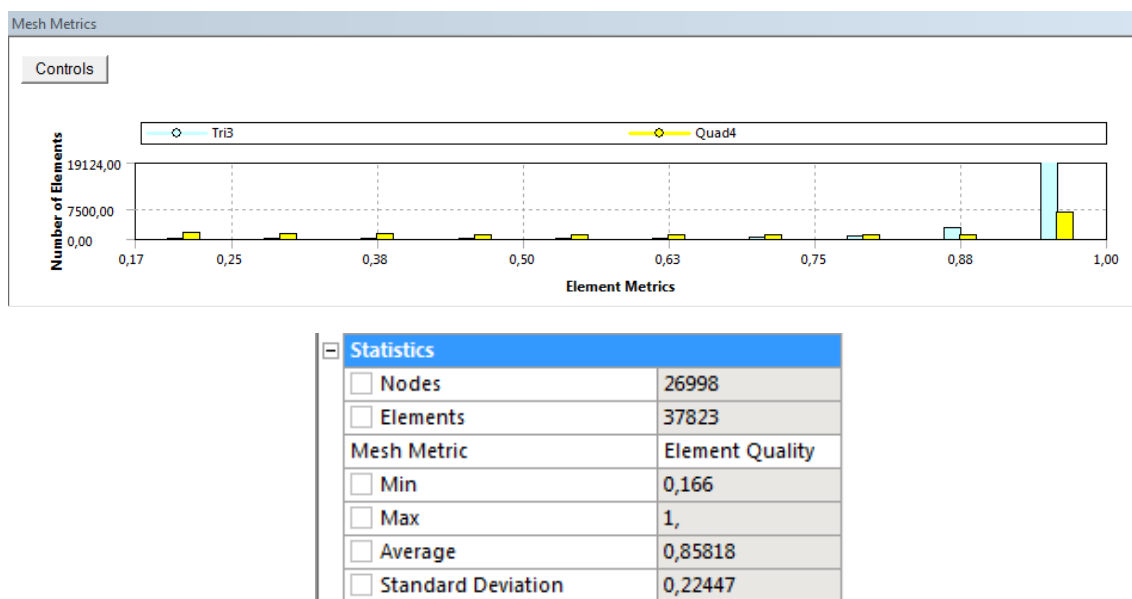 Mesh Metrics
Controls
Tri3 Quad4
Number of Elements
19124,00
7500,00
0,00
0,17 0,25 0,38 0,50 0,63 0,75 0,88 1,00
Element Metrics
Statistics
Nodes 26998
Elements 37823
Mesh Metric Element Quality
Min 0,166
Max 1,
Average 0,85818
Standard Deviation 0,22447